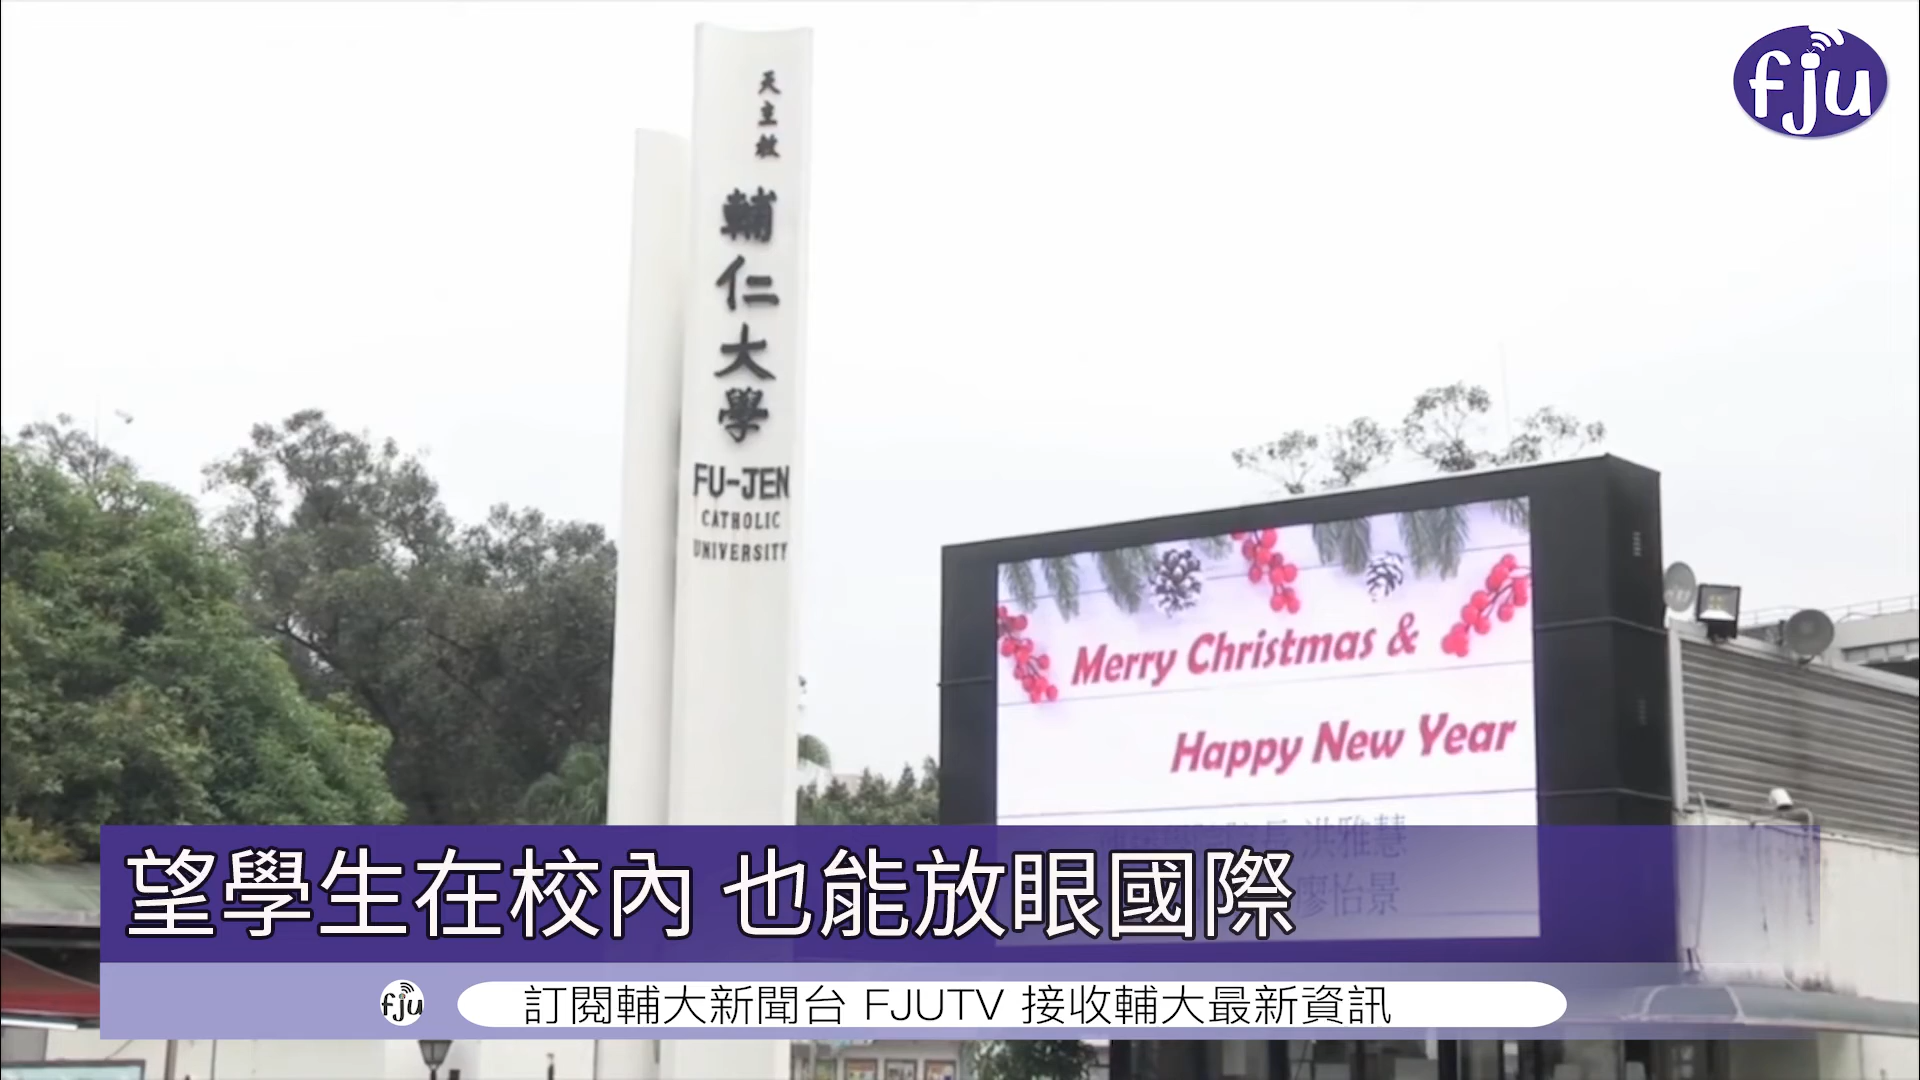 fju
天主教
輔仁大學
FU-JEN
CATHOLIC
UNIVERSITY
Merry Christmas &
Happy New Year
院長 洪雅慧
廖怡景
望學生在校內 也能放眼國際
fju
訂閱輔大新聞台 FJUTV 接收輔大最新資訊